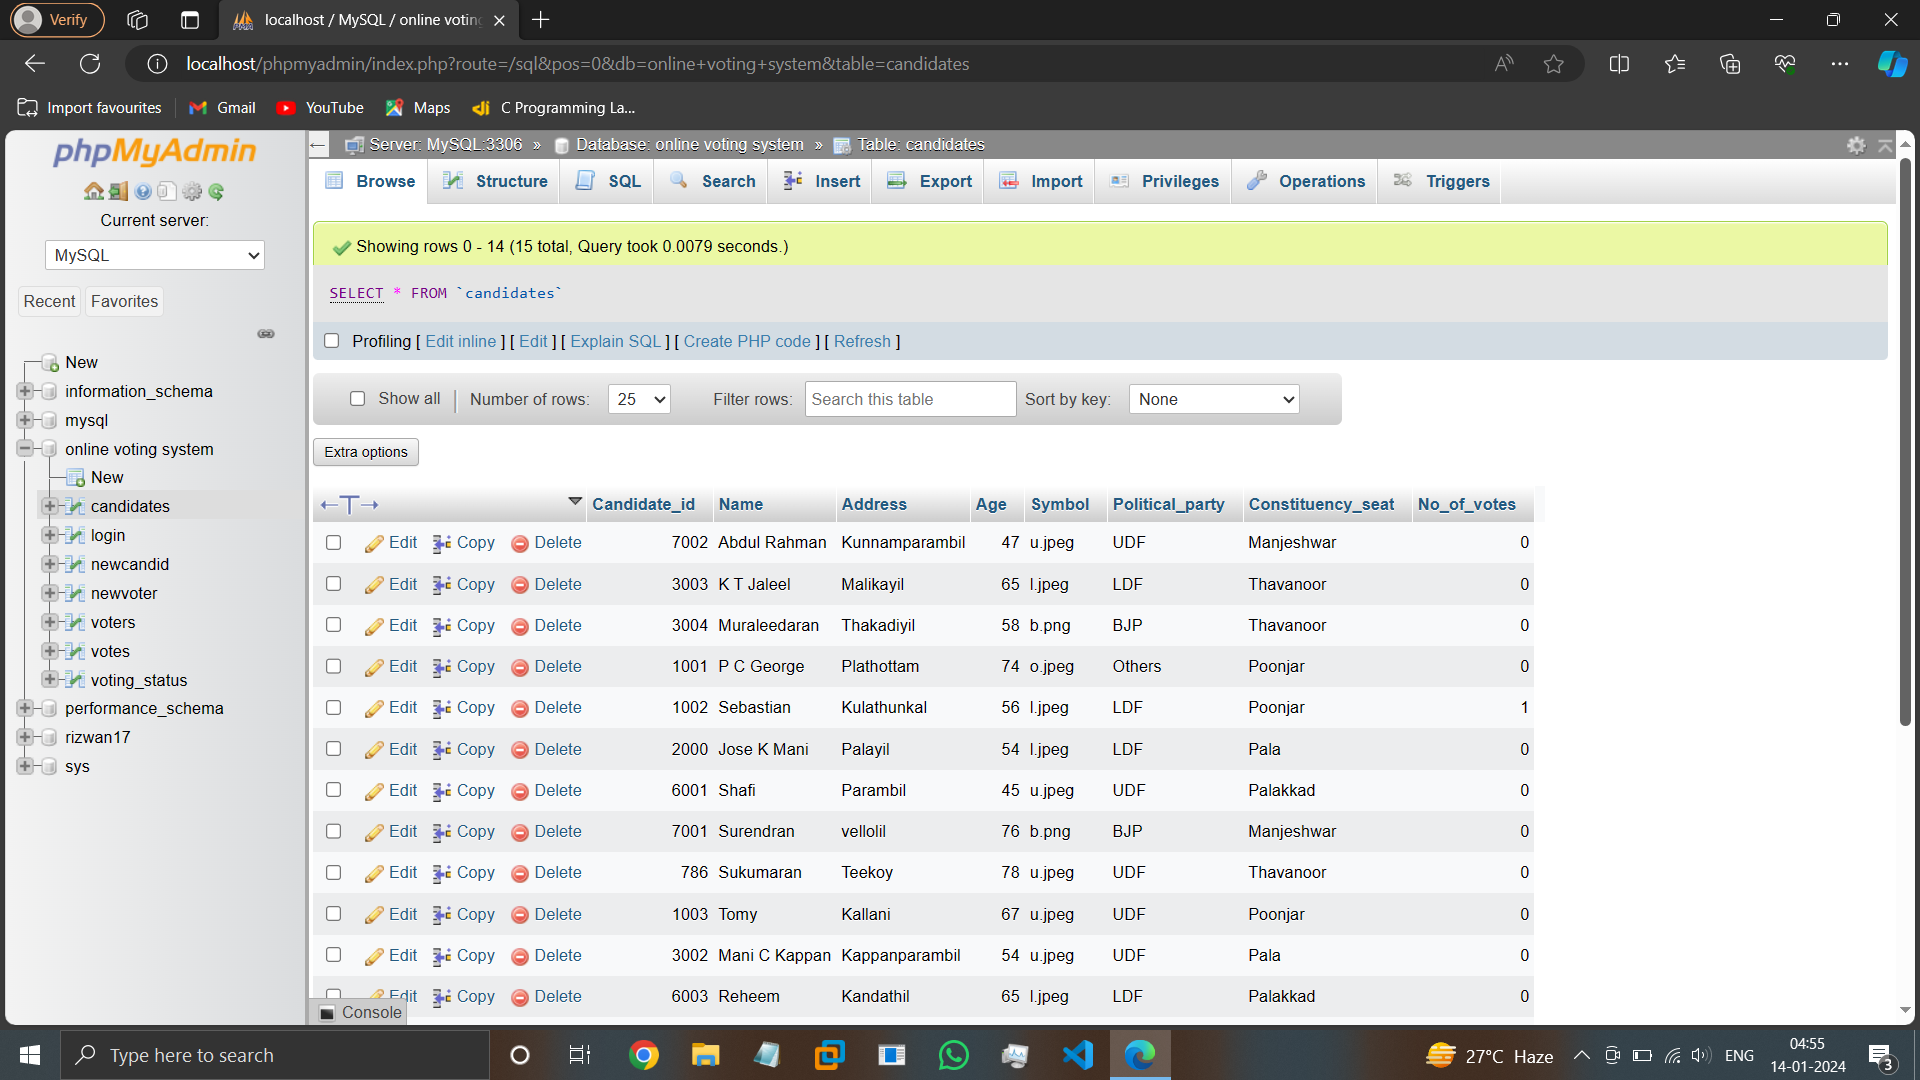 Verify
localhost / MySQL / online voting
localhost/phpmyadmin/index.php?route=/sql&pos=0&db=online+voting+system&table=candidates
Import favourites Gmail YouTube Maps C Programming La...
phpMyAdmin
Current server:
MySQL
Recent Favorites
New
information_schema
mysql
online voting system
New
candidates
login
newcandid
newvoter
voters
votes
voting_status
performance_schema
rizwan17
sys
Server: MySQL:3306 » Database: online voting system » Table: candidates
Browse Structure SQL Search Insert Export Import Privileges Operations Triggers
Showing rows 0 - 14 (15 total, Query took 0.0079 seconds.)
SELECT * FROM `candidates`
Profiling [ Edit inline ] [ Edit ] [ Explain SQL ] [ Create PHP code ] [ Refresh ]
Show all Number of rows: 25 Filter rows: Search this table Sort by key: None
Extra options
←T→ Candidate_id Name Address Age Symbol Political_party Constituency_seat No_of_votes
Edit Copy Delete 7002 Abdul Rahman Kunnamparambil 47 u.jpeg UDF Manjeshwar 0
Edit Copy Delete 3003 K T Jaleel Malikayil 65 l.jpeg LDF Thavanoor 0
Edit Copy Delete 3004 Muraleedaran Thakadiyil 58 b.png BJP Thavanoor 0
Edit Copy Delete 1001 P C George Plathottam 74 o.jpeg Others Poonjar 0
Edit Copy Delete 1002 Sebastian Kulathunkal 56 l.jpeg LDF Poonjar 1
Edit Copy Delete 2000 Jose K Mani Palayil 54 l.jpeg LDF Pala 0
Edit Copy Delete 6001 Shafi Parambil 45 u.jpeg UDF Palakkad 0
Edit Copy Delete 7001 Surendran vellolil 76 b.png BJP Manjeshwar 0
Edit Copy Delete 786 Sukumaran Teekoy 78 u.jpeg UDF Thavanoor 0
Edit Copy Delete 1003 Tomy Kallani 67 u.jpeg UDF Poonjar 0
Edit Copy Delete 3002 Mani C Kappan Kappanparambil 54 u.jpeg UDF Pala 0
Edit Copy Delete 6003 Reheem Kandathil 65 l.jpeg LDF Palakkad 0
Console
Type here to search
27°C Haze
ENG
04:55
14-01-2024
3